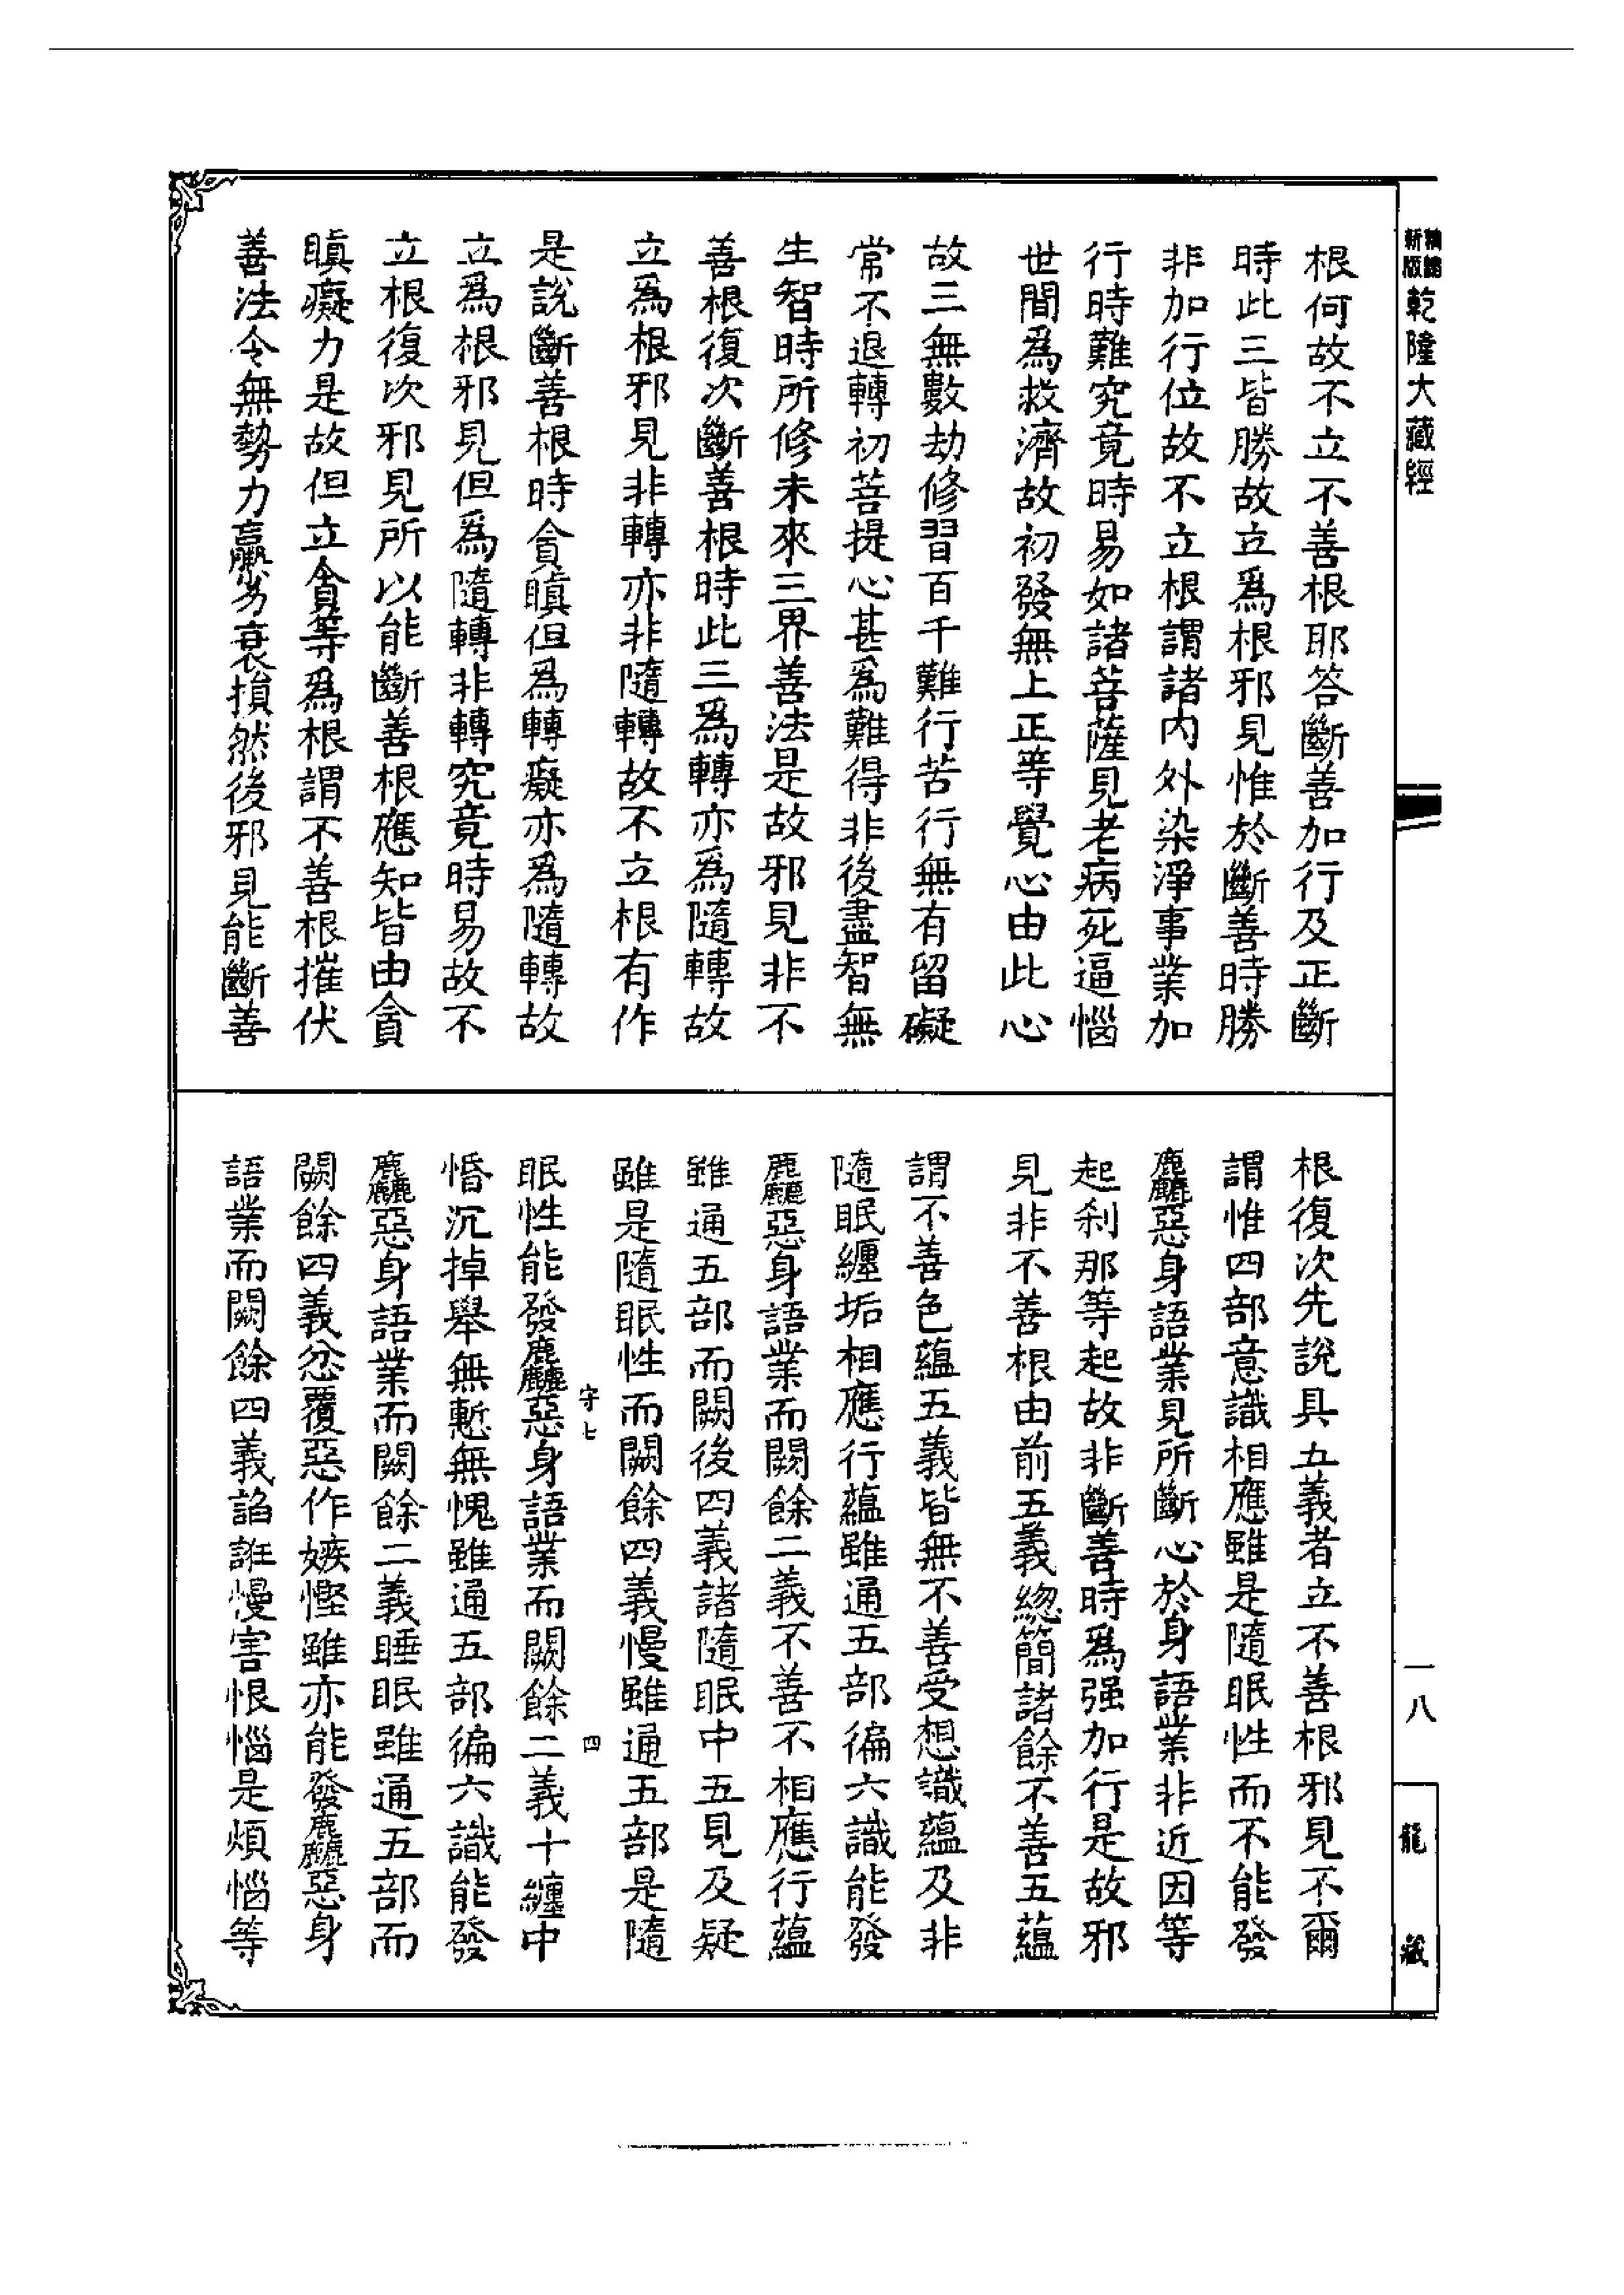 新版
乾隆大藏經
根何故不立不善根耶答斷善加行及正斷
時此三皆勝故立爲根邪見惟於斷善時勝
非加行位故不立根謂諸内外染淨事業加
行時難究竟時易如諸菩薩見老病死逼惱
世間爲救濟故初發無上正等覺心由此心
故三無數劫修習百千難行苦行無有留礙
常不退轉初菩提心甚爲難得非後盡智無
生智時所修未來三界善法是故邪見非不
善根復次斷善根時此三爲轉亦爲隨轉故
立爲根邪見非轉亦非隨轉故不立根有作
是說斷善根時貪瞋但爲轉癡亦爲隨轉故
立爲根邪見但爲隨轉非轉究竟時易故不
立根復次邪見所以能斷善根應知皆由貪
瞋癡力是故但立貪等爲根謂不善根摧伏
善法令無勢力羸劣衰損然後邪見能斷善
根復次先說具五義者立不善根邪見不爾
謂惟四部意識相應雖是隨眠性而不能發
麤惡身語業見所斷心於身語業非近因等
起刹那等起故非斷善時爲强加行是故邪
見非不善根由前五義總簡諸餘不善五蘊
謂不善色蘊五義皆無不善受想識蘊及非
隨眠纏垢相應行蘊雖通五部徧六識能發
麤惡身語業而闕餘二義不善不相應行蘊
雖通五部而闕後四義諸隨眠中五見及疑
雖是隨眠性而闕餘四義慢雖通五部是隨
守七
四
眠性能發麤惡身語業而闕餘二義十纏中
惛沉掉舉無慙無愧雖通五部徧六識能發
麤惡身語業而闕餘二義睡眠雖通五部而
闕餘四義忿覆惡作嫉慳雖亦能發麤惡身
語業而闕餘四義諂誑憍害恨惱是煩惱等
一八
龍藏